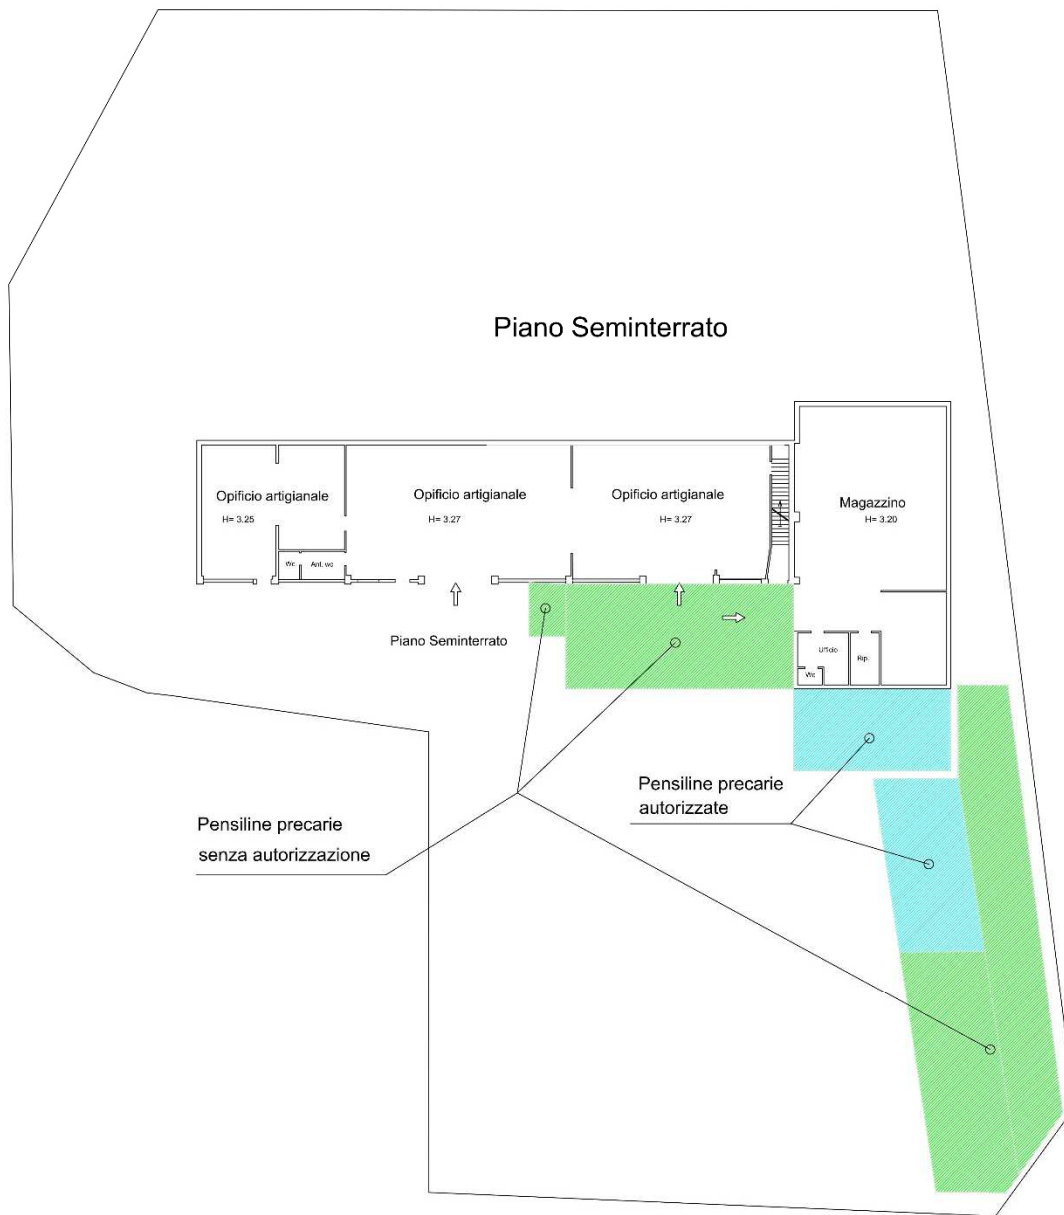 Piano Seminterrato
Opificio artigianale
H= 3.25
Opificio artigianale
H= 3.27
Opificio artigianale
H= 3.27
Magazzino
H= 3.20
Wc
Ant. wc
Piano Seminterrato
Ufficio
Rip.
Wc
Pensiline precarie
autorizzate
Pensiline precarie
senza autorizzazione